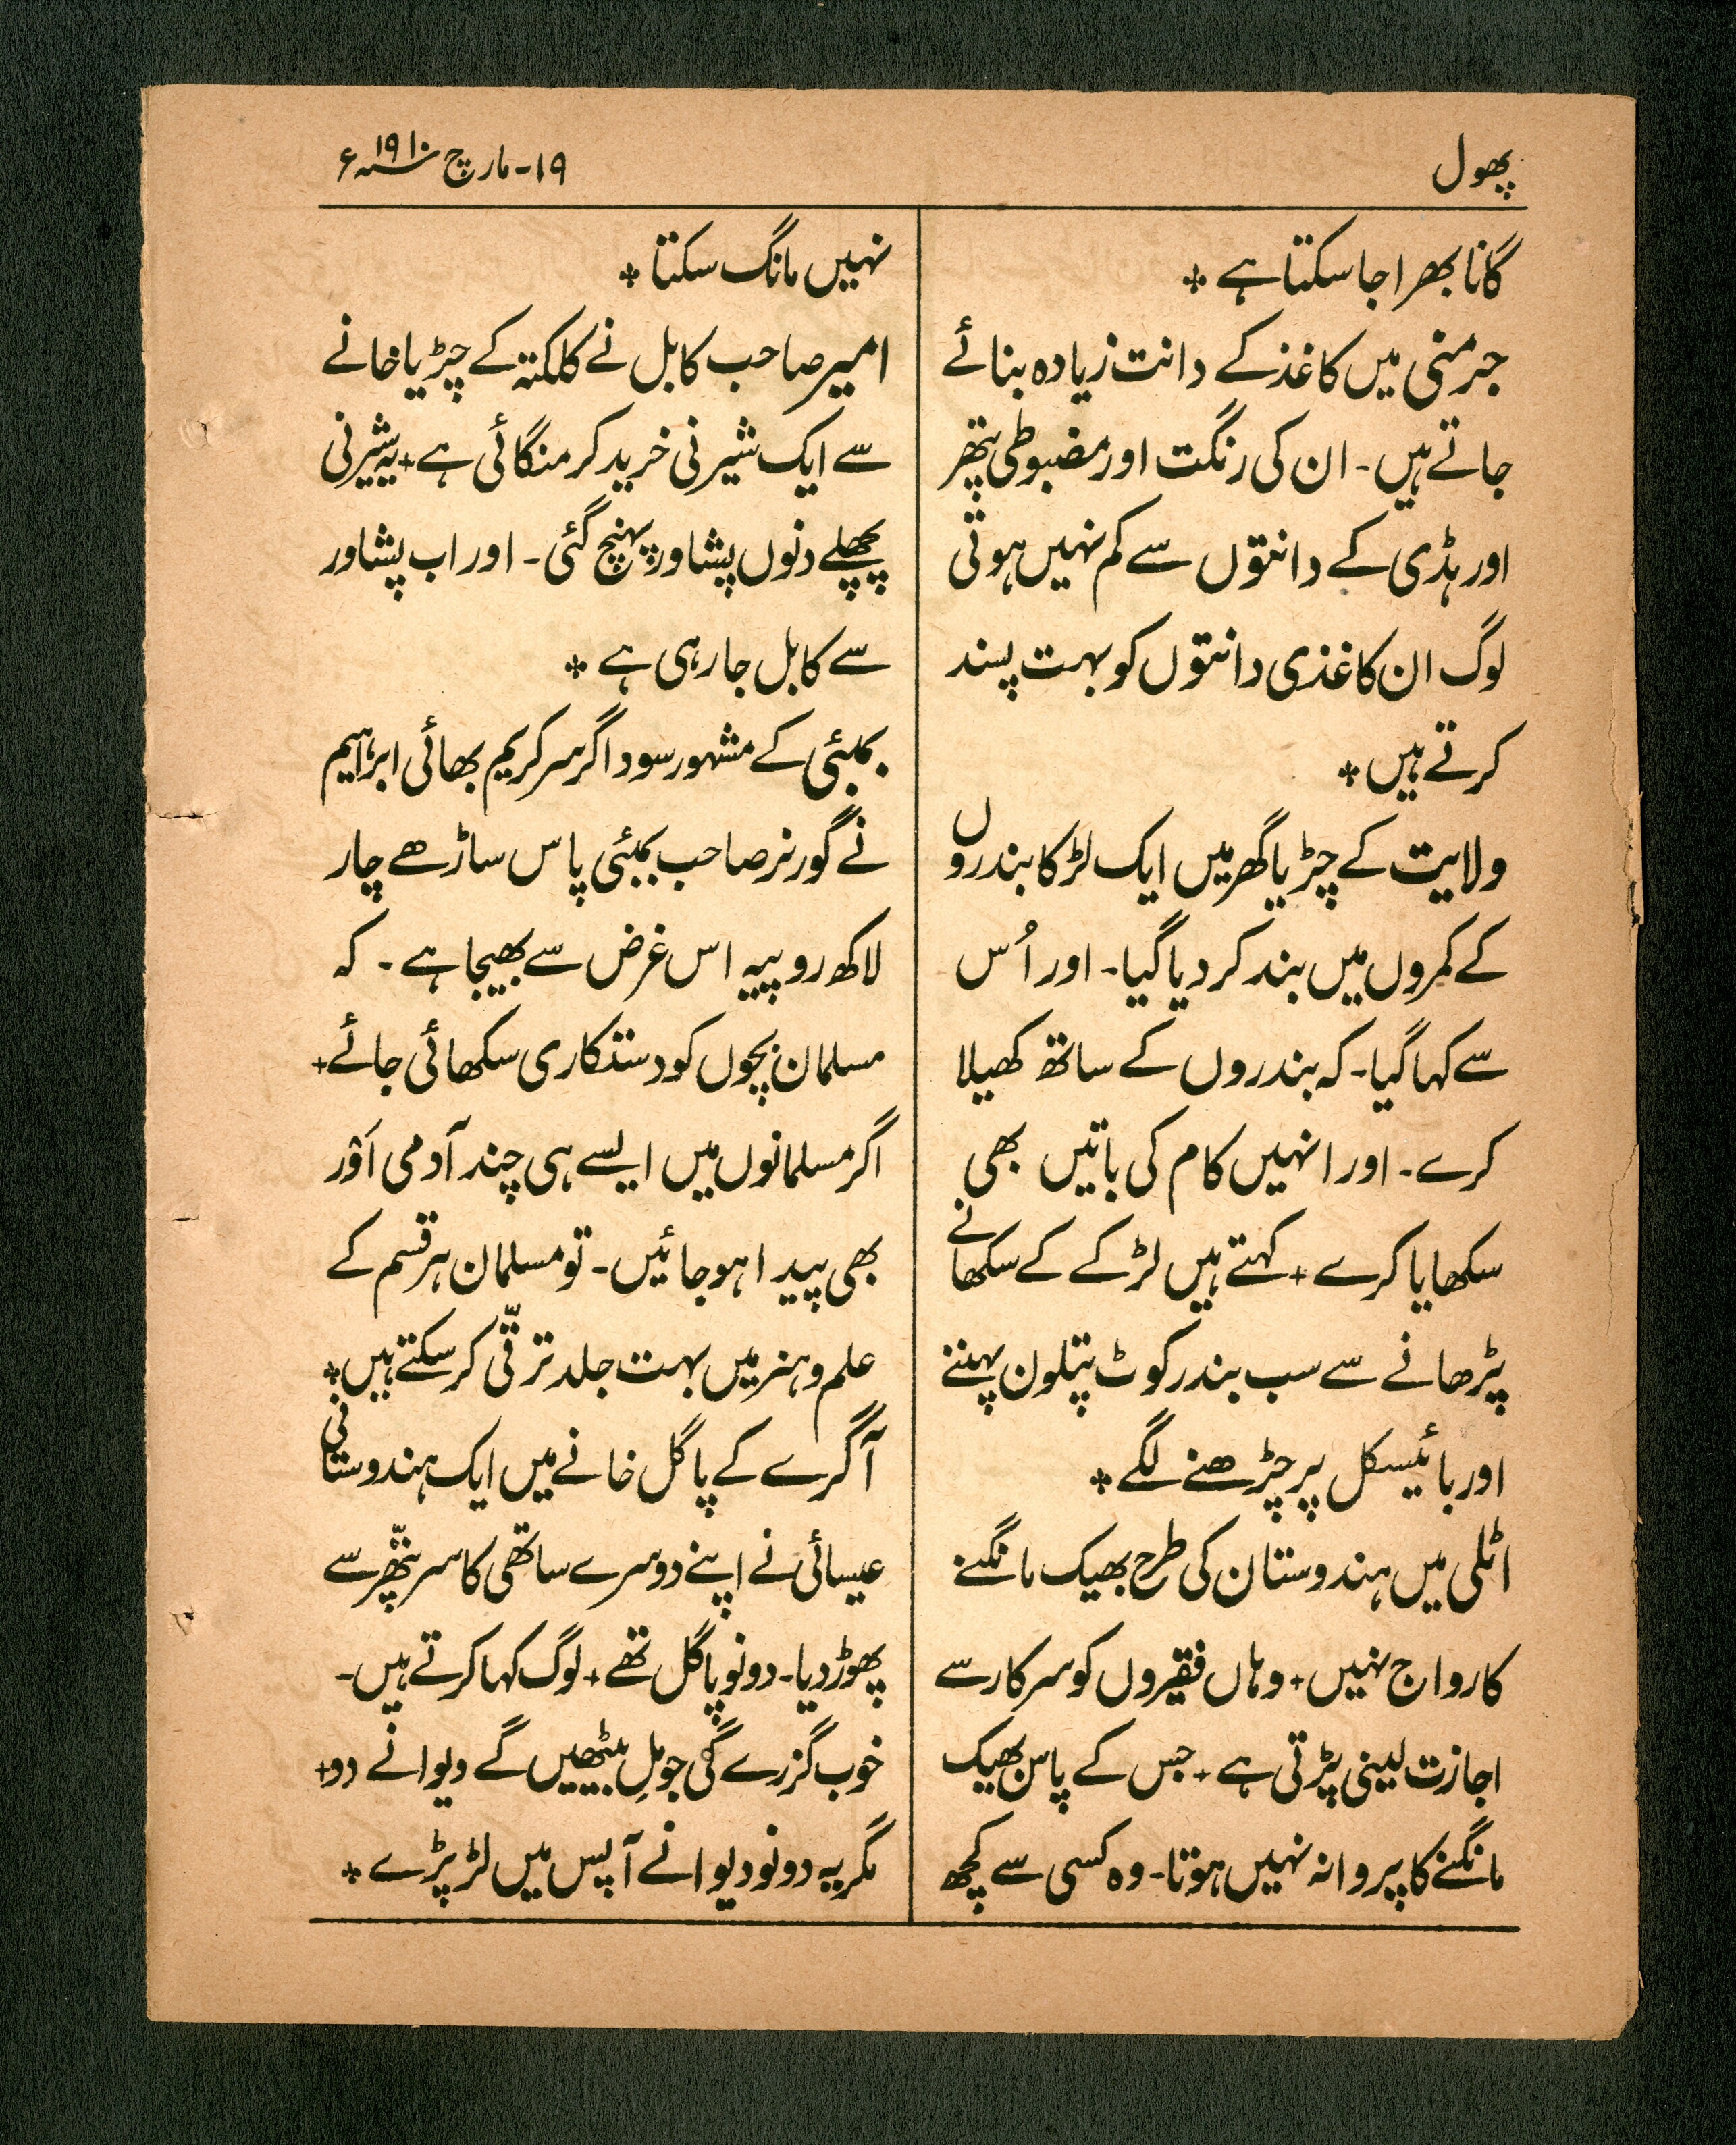 پھول
۱۹-مارچ سنہ ۱۹۱۰ء
گانا بھرا جا سکتا ہے ٭
جرمنی میں کاغذ کے دانت زیادہ بنائے
جاتے ہیں۔ ان کی رنگت اور مضبوطی پتھر
اور ہڈی کے دانتوں سے کم نہیں ہوتی
لوگ ان کاغذی دانتوں کو بہت پسند
کرتے ہیں ٭
ولایت کے چڑیا گھر میں ایک لڑکا بندروں
کے کمروں میں بند کر دیا گیا۔ اور اُس
سے کہا گیا۔ کہ بندروں کے ساتھ کھیلا
کرے۔ اور انہیں کام کی باتیں بھی
سکھایا کرے + کہتے ہیں لڑکے کے سکھانے
پڑھانے سے سب بندر کوٹ پتلون پہننے
اور بائیسکل پر چڑھنے لگے ٭
اٹلی میں ہندوستان کی طرح بھیک مانگنے
کا رواج نہیں + وہاں فقیروں کو سرکار سے
اجازت لینی پڑتی ہے + جس کے پاس بھیک
مانگنے کا پروانہ نہیں ہوتا۔ وہ کسی سے کچھ
نہیں مانگ سکتا ٭
امیر صاحب کابل نے کلکتہ کے چڑیا خانے
سے ایک شیرنی خرید کر منگائی ہے + یہ شیرنی
پچھلے دنوں پشاور پہنچ گئی۔ اور اب پشاور
سے کابل جا رہی ہے ٭
بمبئی کے مشہور سوداگر سر کریم بھائی ابراہیم
نے گورنر صاحب بمبئی پاس ساڑھے چار
لاکھ روپیہ اس غرض سے بھیجا ہے۔ کہ
مسلمان بچوں کو دستکاری سکھائی جائے +
اگر مسلمانوں میں ایسے ہی چند آدمی اَوْر
بھی پیدا ہو جائیں۔ تو مسلمان ہر قسم کے
علم و ہنر میں بہت جلد ترقّی کر سکتے ہیں ٭
آگرے کے پاگل خانے میں ایک ہندوستانی
عیسائی نے اپنے دوسرے ساتھی کا سر پتّھر سے
پھوڑ دیا۔ دونو پاگل تھے + لوگ کہا کرتے ہیں۔
خوب گزرے گی جو مِل بیٹھیں گے دیوانے دو +
مگر یہ دونو دیوانے آپس میں لڑ پڑے ٭